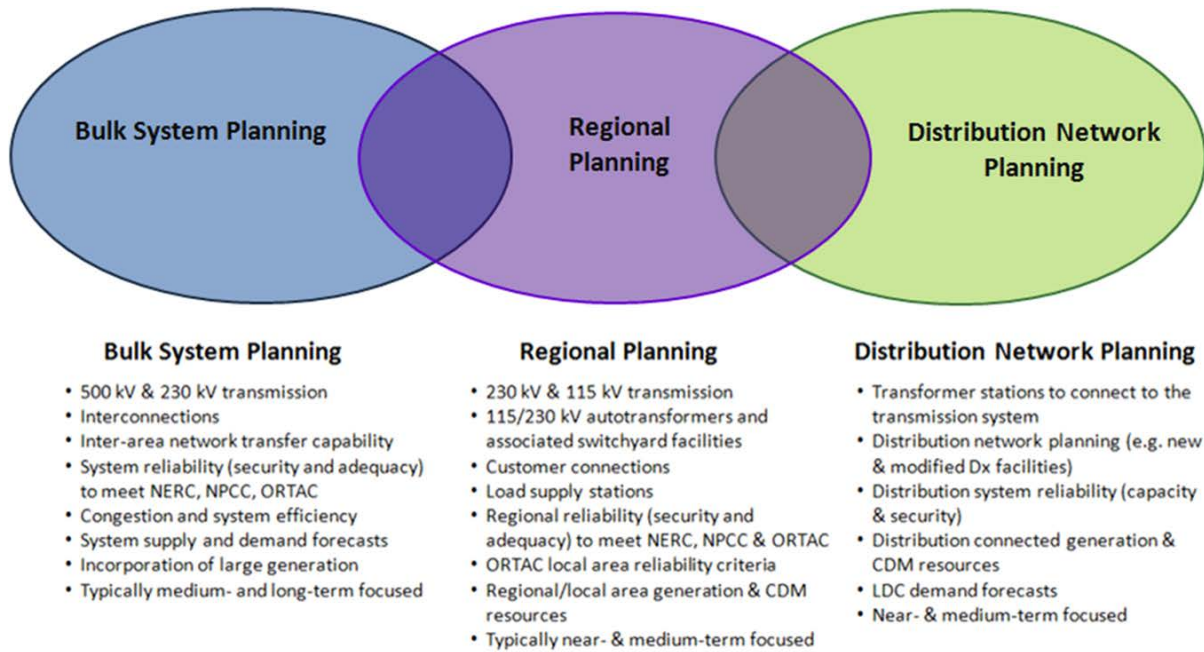 Bulk System Planning
Regional
Planning
Distribution Network
Planning
Bulk System Planning
• 500 kV & 230 kV transmission
• Interconnections
• Inter-area network transfer capability
• System reliability (security and adequacy)
to meet NERC, NPCC, ORTAC
• Congestion and system efficiency
• System supply and demand forecasts
• Incorporation of large generation
• Typically medium- and long-term focused
Regional Planning
• 230 kV & 115 kV transmission
• 115/230 kV autotransformers and
associated switchyard facilities
• Customer connections
• Load supply stations
• Regional reliability (security and
adequacy) to meet NERC, NPCC & ORTAC
• ORTAC local area reliability criteria
• Regional/local area generation & CDM
resources
• Typically near- & medium-term focused
Distribution Network Planning
• Transformer stations to connect to the
transmission system
• Distribution network planning (e.g. new
& modified Dx facilities)
• Distribution system reliability (capacity
& security)
• Distribution connected generation &
CDM resources
• LDC demand forecasts
• Near- & medium-term focused